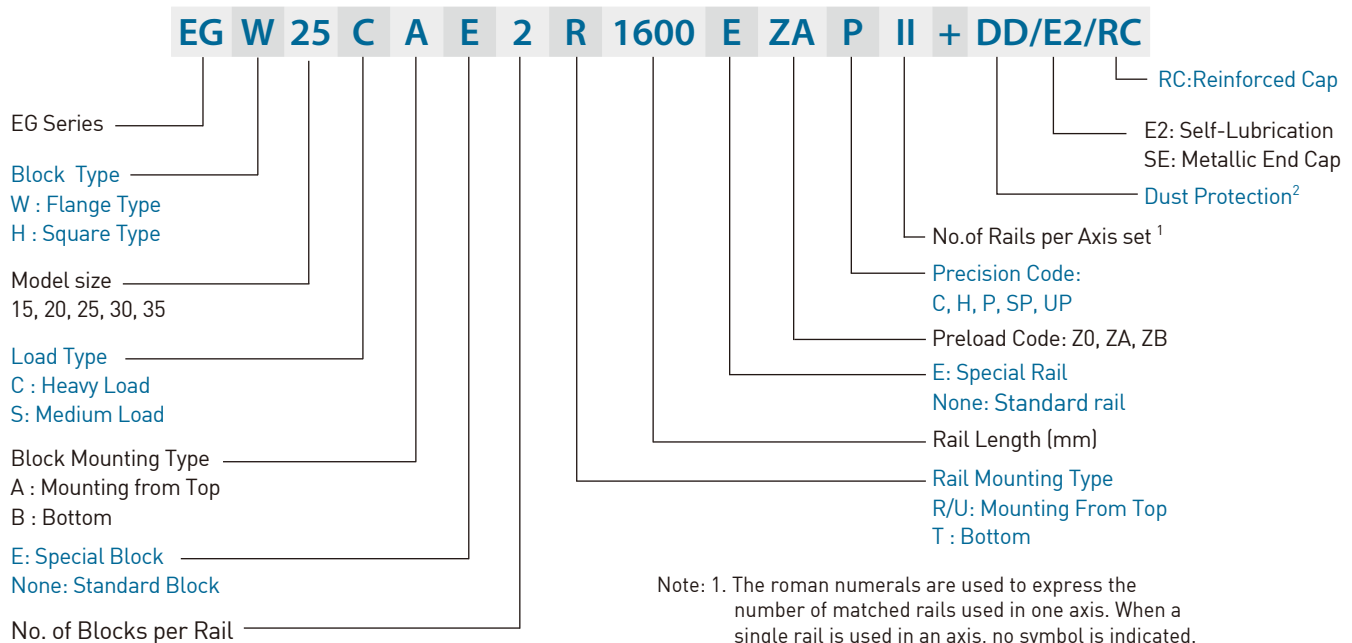 EG W 25 C A E 2 R 1600 E ZA P II + DD/E2/RC
EG Series
Block Type
W : Flange Type
H : Square Type
Model size
15, 20, 25, 30, 35
Load Type
C : Heavy Load
S: Medium Load
Block Mounting Type
A : Mounting from Top
B : Bottom
E: Special Block
None: Standard Block
No. of Blocks per Rail
RC:Reinforced Cap
E2: Self-Lubrication
SE: Metallic End Cap
Dust Protection2
No.of Rails per Axis set 1
Precision Code:
C, H, P, SP, UP
Preload Code: Z0, ZA, ZB
E: Special Rail
None: Standard rail
Rail Length (mm)
Rail Mounting Type
R/U: Mounting From Top
T : Bottom
Note: 1. The roman numerals are used to express the
number of matched rails used in one axis. When a
single rail is used in an axis, no symbol is indicated.